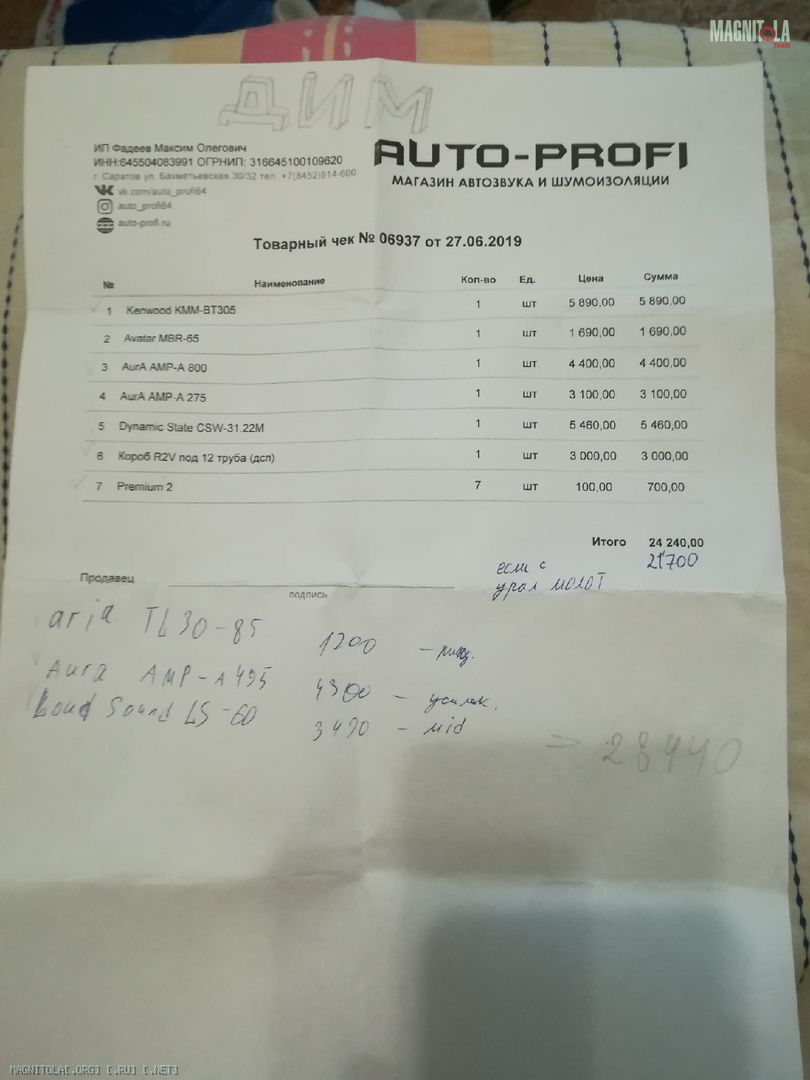 MAGNITOLA
team
ДИМ
ИП Фадеев Максим Олегович
ИНН:645504083991 ОГРНИП: 316645100109620
г. Саратов ул. Бахметьевская 30/32 тел. +7(8452)914-600
vk.com/auto_profi64
auto_profi64
auto-profi.ru
AUTO-PROFI
МАГАЗИН АВТОЗВУКА И ШУМОИЗОЛЯЦИИ
Товарный чек № 06937 от 27.06.2019
№ Наименование Кол-во Ед. Цена Сумма
1 Kenwood KMM-BT305 1 шт 5 890,00 5 890,00
2 Avatar MBR-65 1 шт 1 690,00 1 690,00
3 AurA AMP-A 800 1 шт 4 400,00 4 400,00
4 AurA AMP-A 275 1 шт 3 100,00 3 100,00
5 Dynamic State CSW-31.22M 1 шт 5 460,00 5 460,00
6 Короб R2V под 12 труба (дсп) 1 шт 3 000,00 3 000,00
7 Premium 2 7 шт 100,00 700,00
Итого 24 240,00
если с 21700
урал молот
Продавец
подпись
aria TL30-85 1200
Aura AMP-A495 4300 - усилок.
Loud Sound LS-60 3490 - mid
28440
MAGNITOLA[.ORG] [.RU] [.NET]